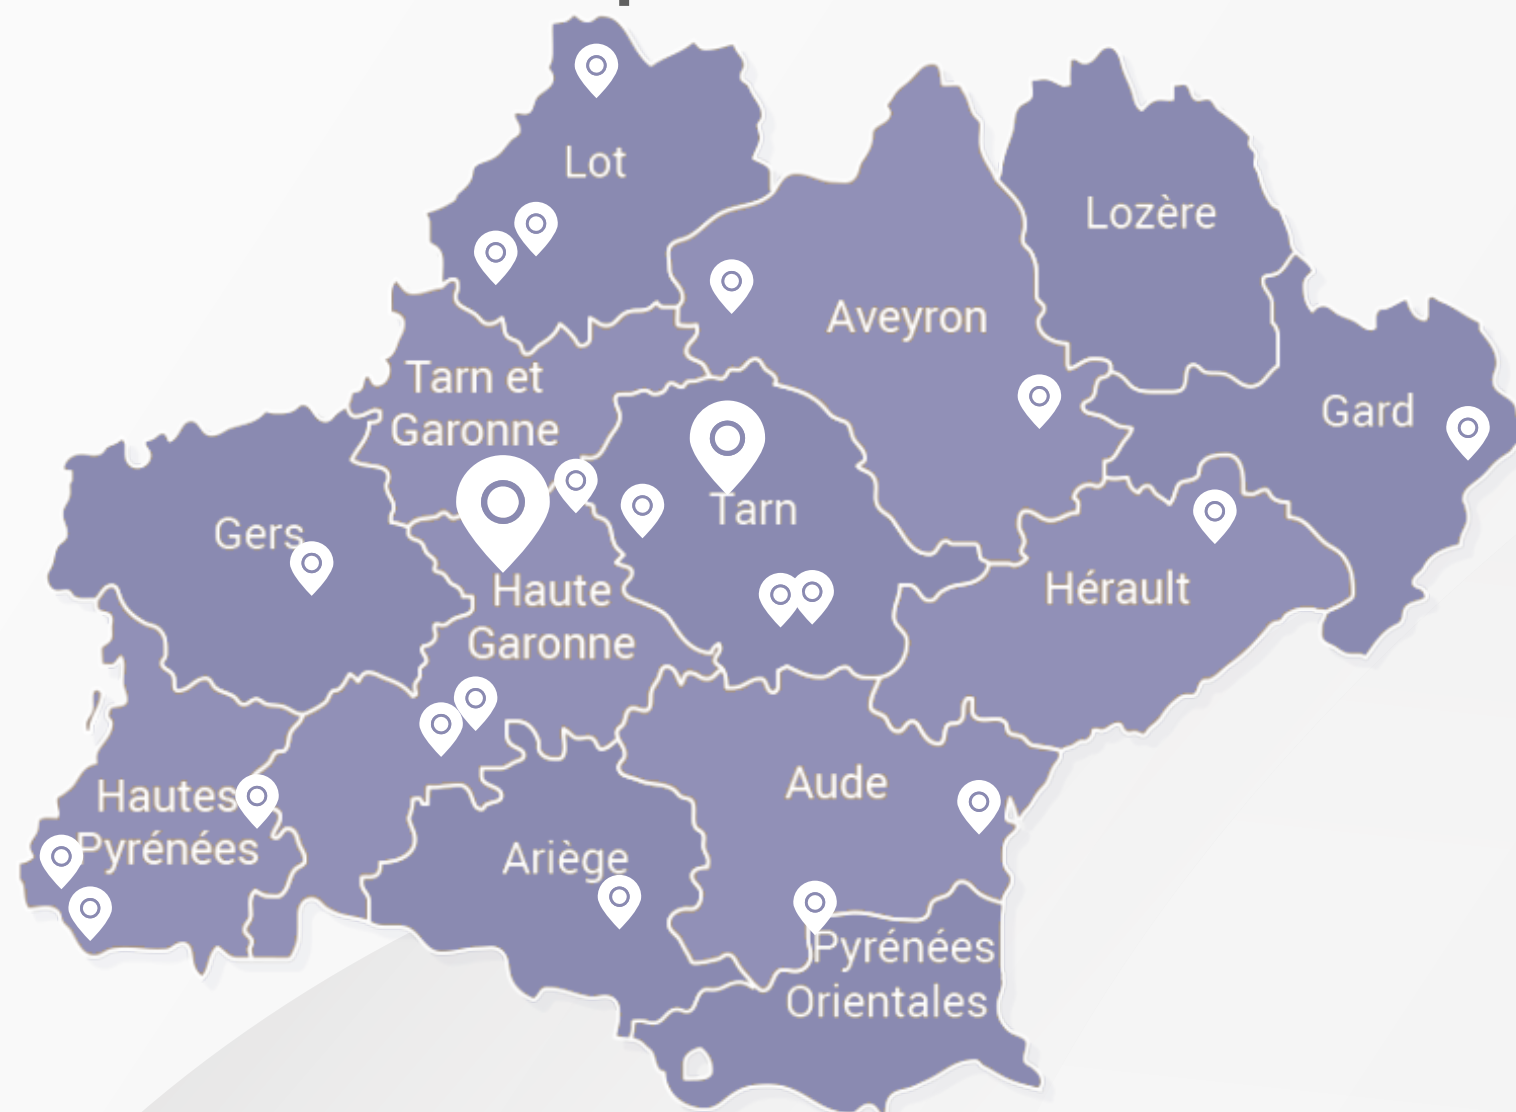 Lot
Lozère
Aveyron
Tarn et
Garonne
Gard
Gers
Tarn
Haute
Garonne
Hérault
Hautes
Pyrénées
Aude
Ariège
Pyrénées
Orientales